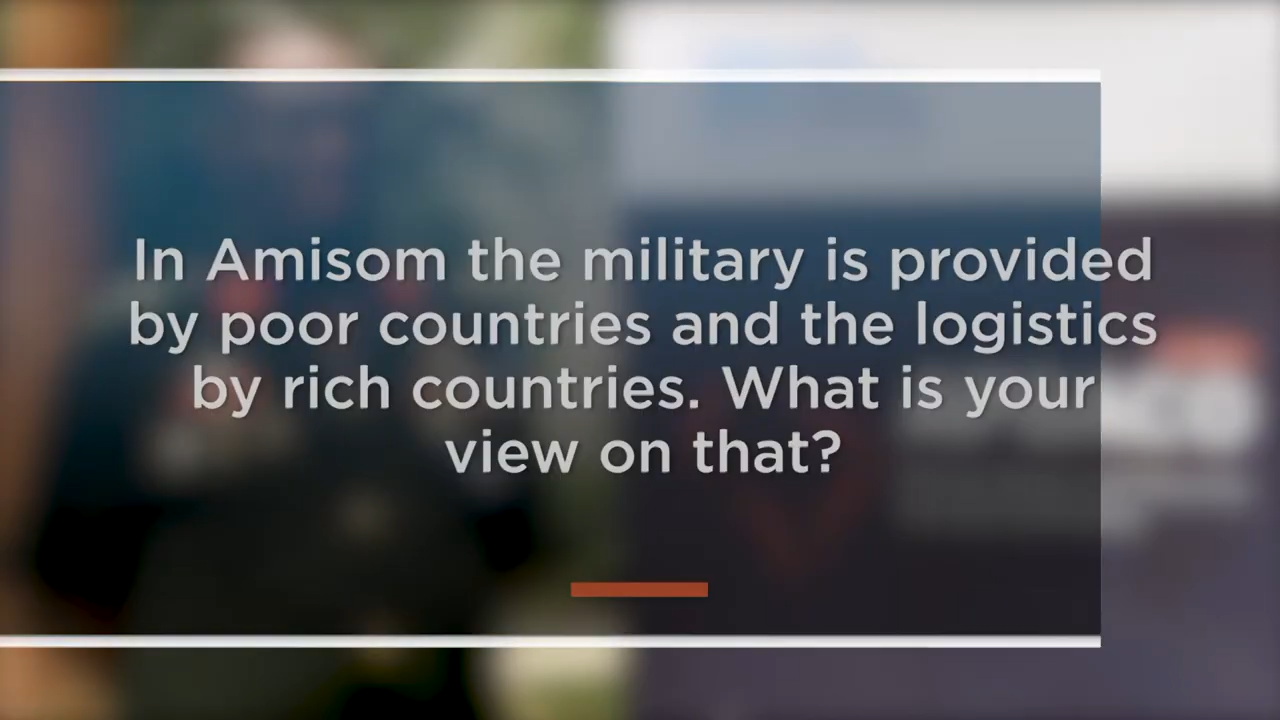 In Amisom the military is provided
by poor countries and the logistics
by rich countries. What is your
view on that?